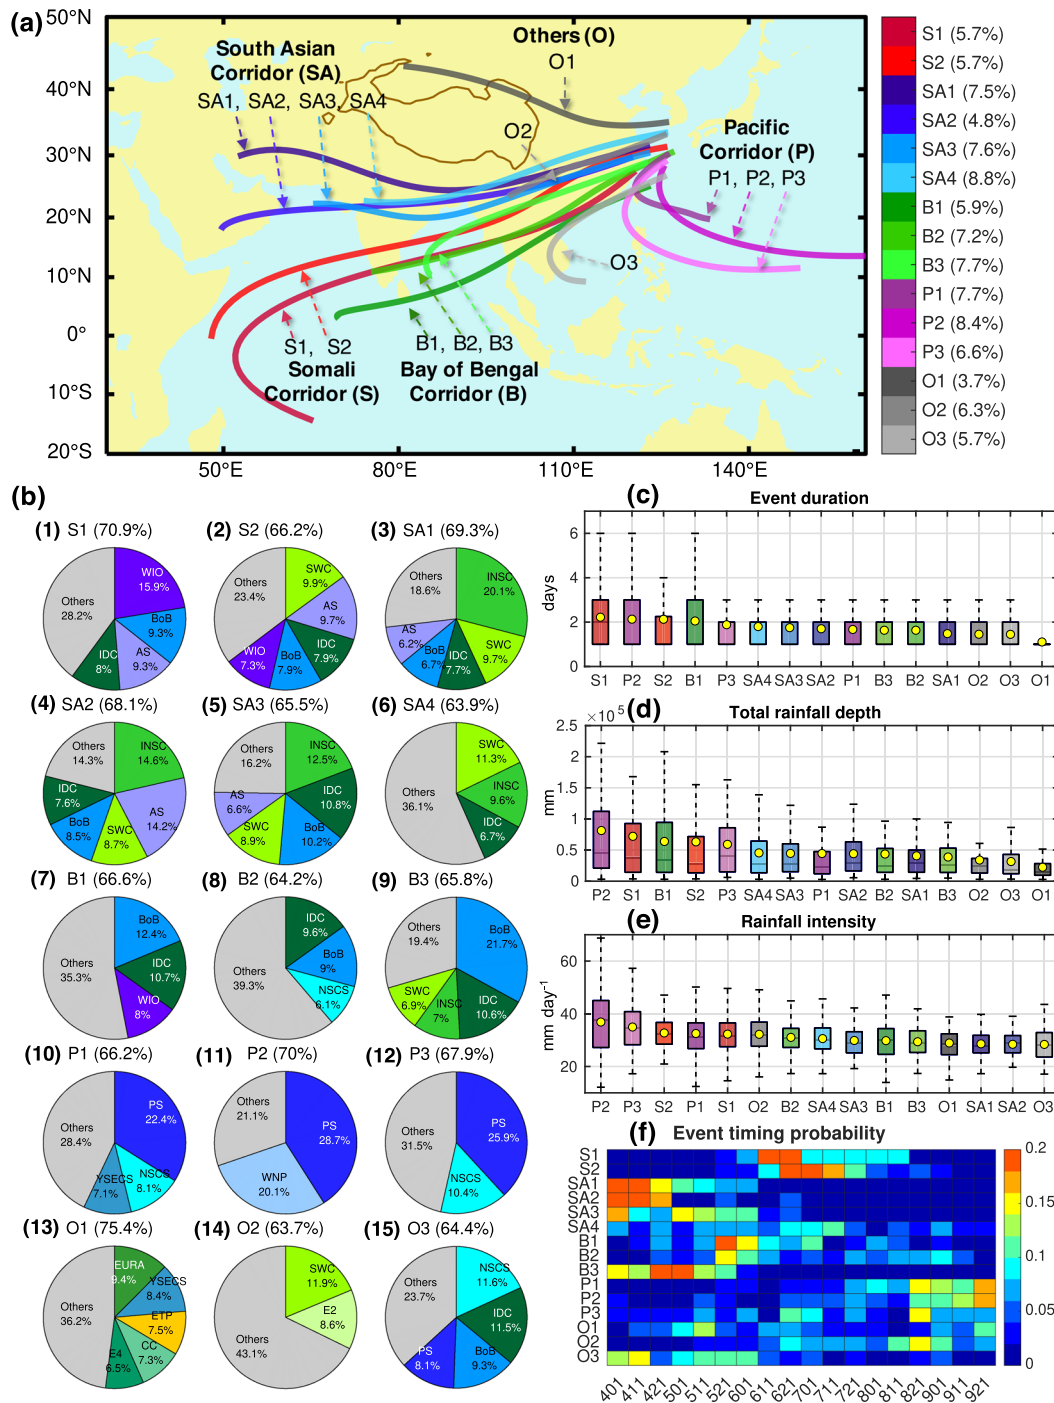 (a)
50°N
40°N
30°N
20°N
10°N
0°
10°S
20°S
50°E
80°E
110°E
140°E
South Asian
Corridor (SA)
SA1, SA2, SA3, SA4
Others (O)
O1
O2
O3
Pacific
Corridor (P)
P1, P2, P3
S1, S2
Somali
Corridor (S)
B1, B2, B3
Bay of Bengal
Corridor (B)
S1 (5.7%)
S2 (5.7%)
SA1 (7.5%)
SA2 (4.8%)
SA3 (7.6%)
SA4 (8.8%)
B1 (5.9%)
B2 (7.2%)
B3 (7.7%)
P1 (7.7%)
P2 (8.4%)
P3 (6.6%)
O1 (3.7%)
O2 (6.3%)
O3 (5.7%)
(b)
(1) S1 (70.9%)
WIO
15.9%
BoB
9.3%
AS
9.3%
IDC
8%
Others
28.2%
(2) S2 (66.2%)
SWC
9.9%
AS
9.7%
IDC
7.9%
BoB
7.9%
WIO
7.3%
Others
23.4%
(3) SA1 (69.3%)
INSC
20.1%
SWC
9.7%
IDC
7.7%
BoB
6.7%
AS
6.2%
Others
18.6%
(4) SA2 (68.1%)
INSC
14.6%
AS
14.2%
SWC
8.7%
BoB
8.5%
IDC
7.6%
Others
14.3%
(5) SA3 (65.5%)
INSC
12.5%
IDC
10.8%
BoB
10.2%
SWC
8.9%
AS
6.6%
Others
16.2%
(6) SA4 (63.9%)
SWC
11.3%
INSC
9.6%
IDC
6.7%
Others
36.1%
(7) B1 (66.6%)
BoB
12.4%
IDC
10.7%
WIO
8%
Others
35.3%
(8) B2 (64.2%)
IDC
9.6%
BoB
9%
NSCS
6.1%
Others
39.3%
(9) B3 (65.8%)
BoB
21.7%
IDC
10.6%
INSC
7%
SWC
6.9%
Others
19.4%
(10) P1 (66.2%)
PS
22.4%
NSCS
8.1%
YSECS
7.1%
Others
28.4%
(11) P2 (70%)
PS
28.7%
WNP
20.1%
Others
21.1%
(12) P3 (67.9%)
PS
25.9%
NSCS
10.4%
Others
31.5%
(13) O1 (75.4%)
EURA
9.4%
YSECS
8.4%
ETP
7.5%
CC
7.3%
E4
6.5%
Others
36.2%
(14) O2 (63.7%)
SWC
11.9%
E2
8.6%
Others
43.1%
(15) O3 (64.4%)
NSCS
11.6%
IDC
11.5%
BoB
9.3%
PS
8.1%
Others
23.7%
(c) Event duration
days
6
4
2
0
S1 P2 S2 B1 P3 SA4 SA3 SA2 P1 B3 B2 SA1 O2 O3 O1
(d) Total rainfall depth
×10⁵
mm
2.5
2
1.5
1
0.5
0
P2 S1 B1 S2 P3 SA4 SA3 P1 SA2 B2 SA1 B3 O2 O3 O1
(e) Rainfall intensity
mm day⁻¹
60
40
20
P2 P3 S2 P1 S1 O2 B2 SA4 SA3 B1 B3 O1 SA1 SA2 O3
(f) Event timing probability
S1
S2
SA1
SA2
SA3
SA4
B1
B2
B3
P1
P2
P3
O1
O2
O3
401 411 421 501 511 521 601 611 621 701 711 721 801 811 821 901 911 921
0.2
0.15
0.1
0.05
0